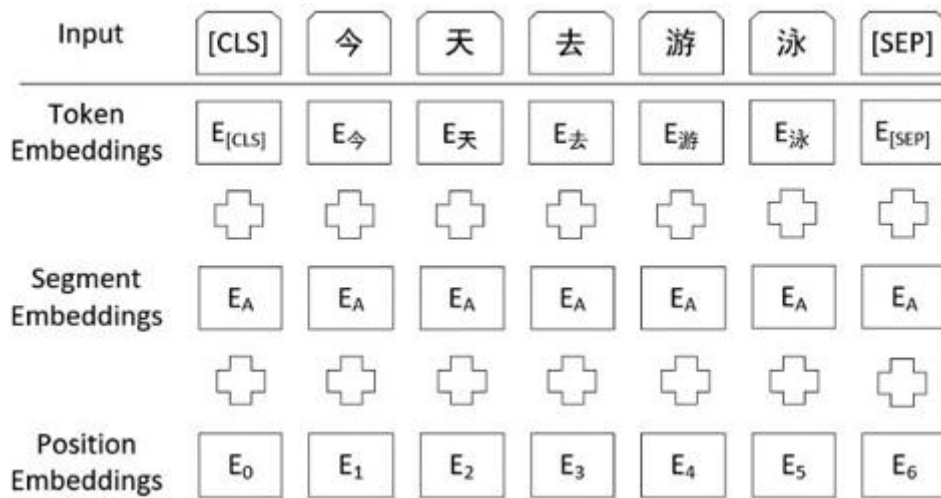 Input [CLS] 今 天 去 游 泳 [SEP]
Token
Embeddings E[CLS] E今 E天 E去 E游 E泳 E[SEP]
Segment
Embeddings EA EA EA EA EA EA EA
Position
Embeddings E0 E1 E2 E3 E4 E5 E6